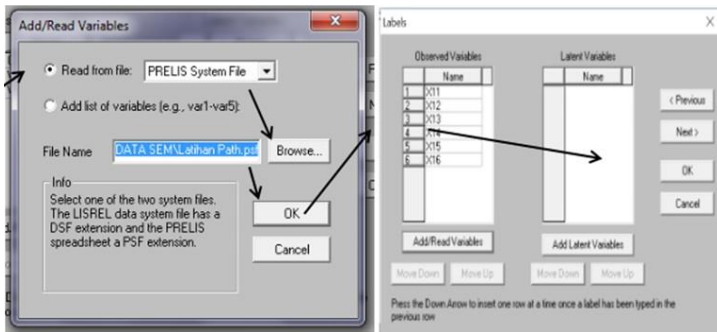 Add/Read Variables
Read from file: PRELIS System File
Add list of variables (e.g., var1-var5):
File Name DATA SEM\Latihan Path.psf Browse...
Info
Select one of the two system files.
The LISREL data system file has a
DSF extension and the PRELIS
spreadsheet a PSF extension.
OK
Cancel
Labels
Observed Variables
Latent Variables
Name
Name
1 X11
2 X12
3 X13
4 X14
5 X15
6 X16
< Previous
Next >
OK
Cancel
Add/Read Variables
Add Latent Variables
Move Down Move Up
Move Down Move Up
Press the Down Arrow to insert one row at a time once a label has been typed in the
previous row